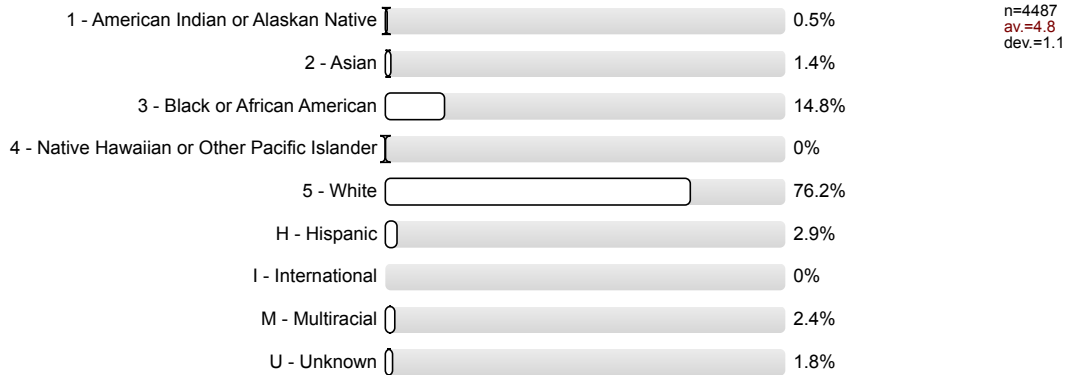 1 - American Indian or Alaskan Native 0.5%
2 - Asian 1.4%
3 - Black or African American 14.8%
4 - Native Hawaiian or Other Pacific Islander 0%
5 - White 76.2%
H - Hispanic 2.9%
I - International 0%
M - Multiracial 2.4%
U - Unknown 1.8%
n=4487
av.=4.8
dev.=1.1